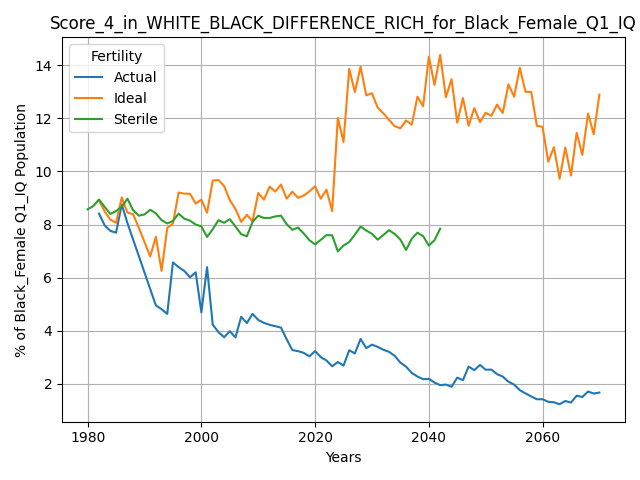 Score_4_in_WHITE_BLACK_DIFFERENCE_RICH_for_Black_Female_Q1_IQ
Fertility
Actual
Ideal
Sterile
% of Black_Female Q1_IQ Population
14
12
10
8
6
4
2
1980
2000
2020
2040
2060
Years